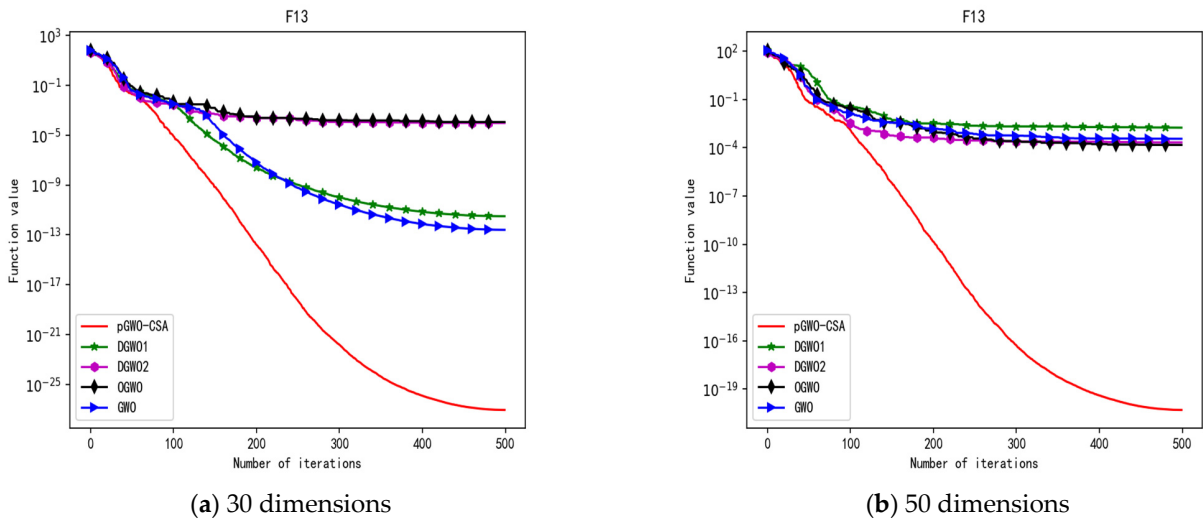 F13
10^3
10^-1
10^-5
10^-9
10^-13
10^-17
10^-21
10^-25
Function value
pGWO-CSA
DGWO1
DGWO2
OGWO
GWO
0 100 200 300 400 500
Number of iterations
(a) 30 dimensions
F13
10^2
10^-1
10^-4
10^-7
10^-10
10^-13
10^-16
10^-19
Function value
pGWO-CSA
DGWO1
DGWO2
OGWO
GWO
0 100 200 300 400 500
Number of iterations
(b) 50 dimensions